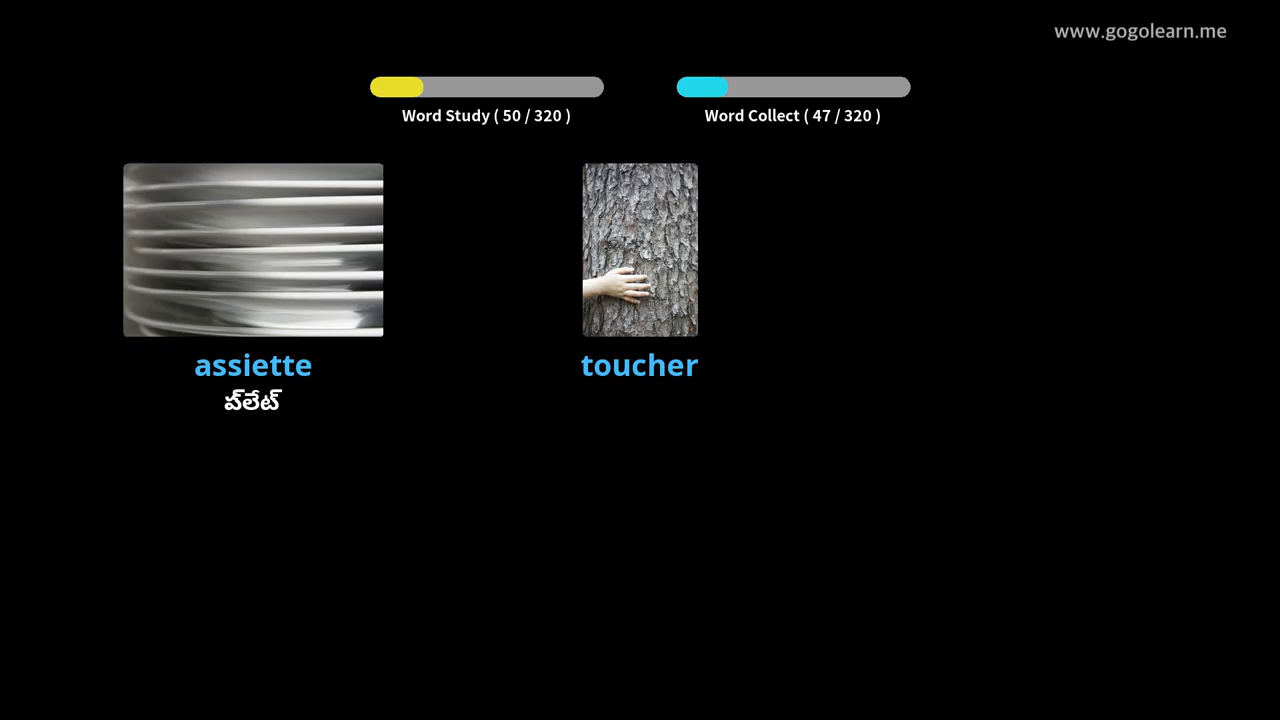 www.gogolearn.me
Word Study ( 50 / 320 )
Word Collect ( 47 / 320 )
assiette
ప్‌లేట్
toucher